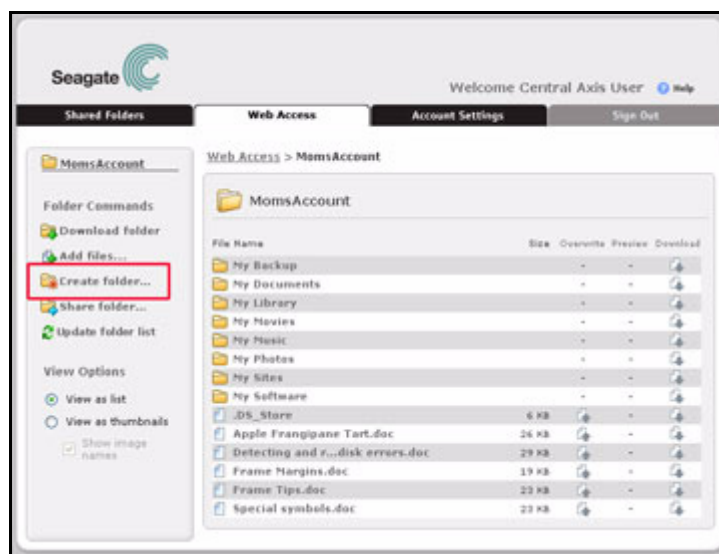 Seagate
Welcome Central Axis User Help
Shared Folders Web Access Account Settings Sign Out
MomsAccount
Folder Commands
Download folder
Add files...
Create folder...
Share folder...
Update folder list
View Options
View as list
View as thumbnails
Show image
names
Web Access > MomsAccount
MomsAccount
File Name Size Overwrite Preview Download
My Backup - -
My Documents - -
My Library - -
My Movies - -
My Music - -
My Photos - -
My Sites - -
My Software - -
.DS_Store 6 KB -
Apple Frangipane Tart.doc 26 KB -
Detecting and r...disk errors.doc 29 KB -
Frame Margins.doc 19 KB -
Frame Tips.doc 23 KB -
Special symbols.doc 23 KB -